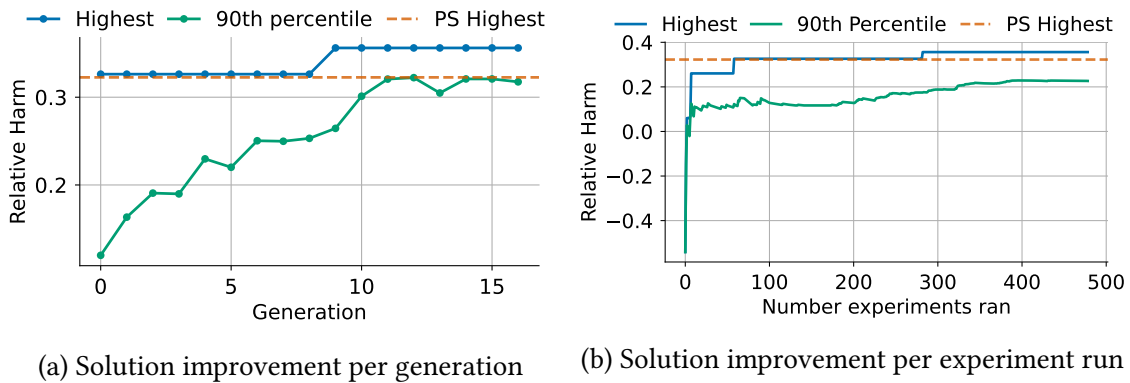 Highest 90th percentile PS Highest
0.3
0.2
Relative Harm
0 5 10 15
Generation
(a) Solution improvement per generation
Highest 90th Percentile PS Highest
0.4
0.2
0.0
−0.2
−0.4
Relative Harm
0 100 200 300 400 500
Number experiments ran
(b) Solution improvement per experiment run